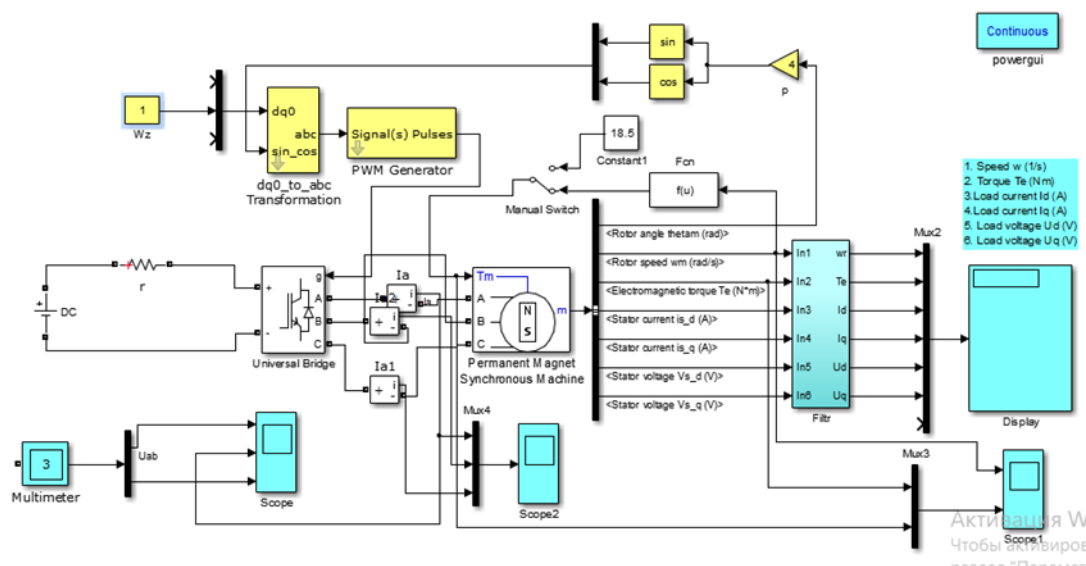 Continuous
powergui
sin
cos
4
p
1
Wz
dq0
abc
sin_cos
dq0_to_abc
Transformation
Signal(s) Pulses
PWM Generator
18.5
Constant1
Fcn
f(u)
Manual Switch
1. Speed w (1/s)
2. Torque Te (Nm)
3.Load current Id (A)
4.Load current Iq (A)
5. Load voltage Ud (V)
6. Load voltage Uq (V)
Mux2
<Rotor angle thetam (rad)>
<Rotor speed wm (rad/s)>
<Electromagnetic torque Te (N*m)>
<Stator current is_d (A)>
<Stator current is_q (A)>
<Stator voltage Vs_d (V)>
<Stator voltage Vs_q (V)>
In1 wr
In2 Te
In3 Id
In4 Iq
In5 Ud
In6 Uq
Filtr
Display
r
+
DC
+
-
g
A
B
C
Universal Bridge
Ia
+ i -
+ i -
Ia1
+ i -
Tm
A
B
C
N
S
m
Permanent Magnet
Synchronous Machine
3
Multimeter
Uab
Scope
Mux4
Scope2
Mux3
Scope1
Активация W
Чтобы активиров